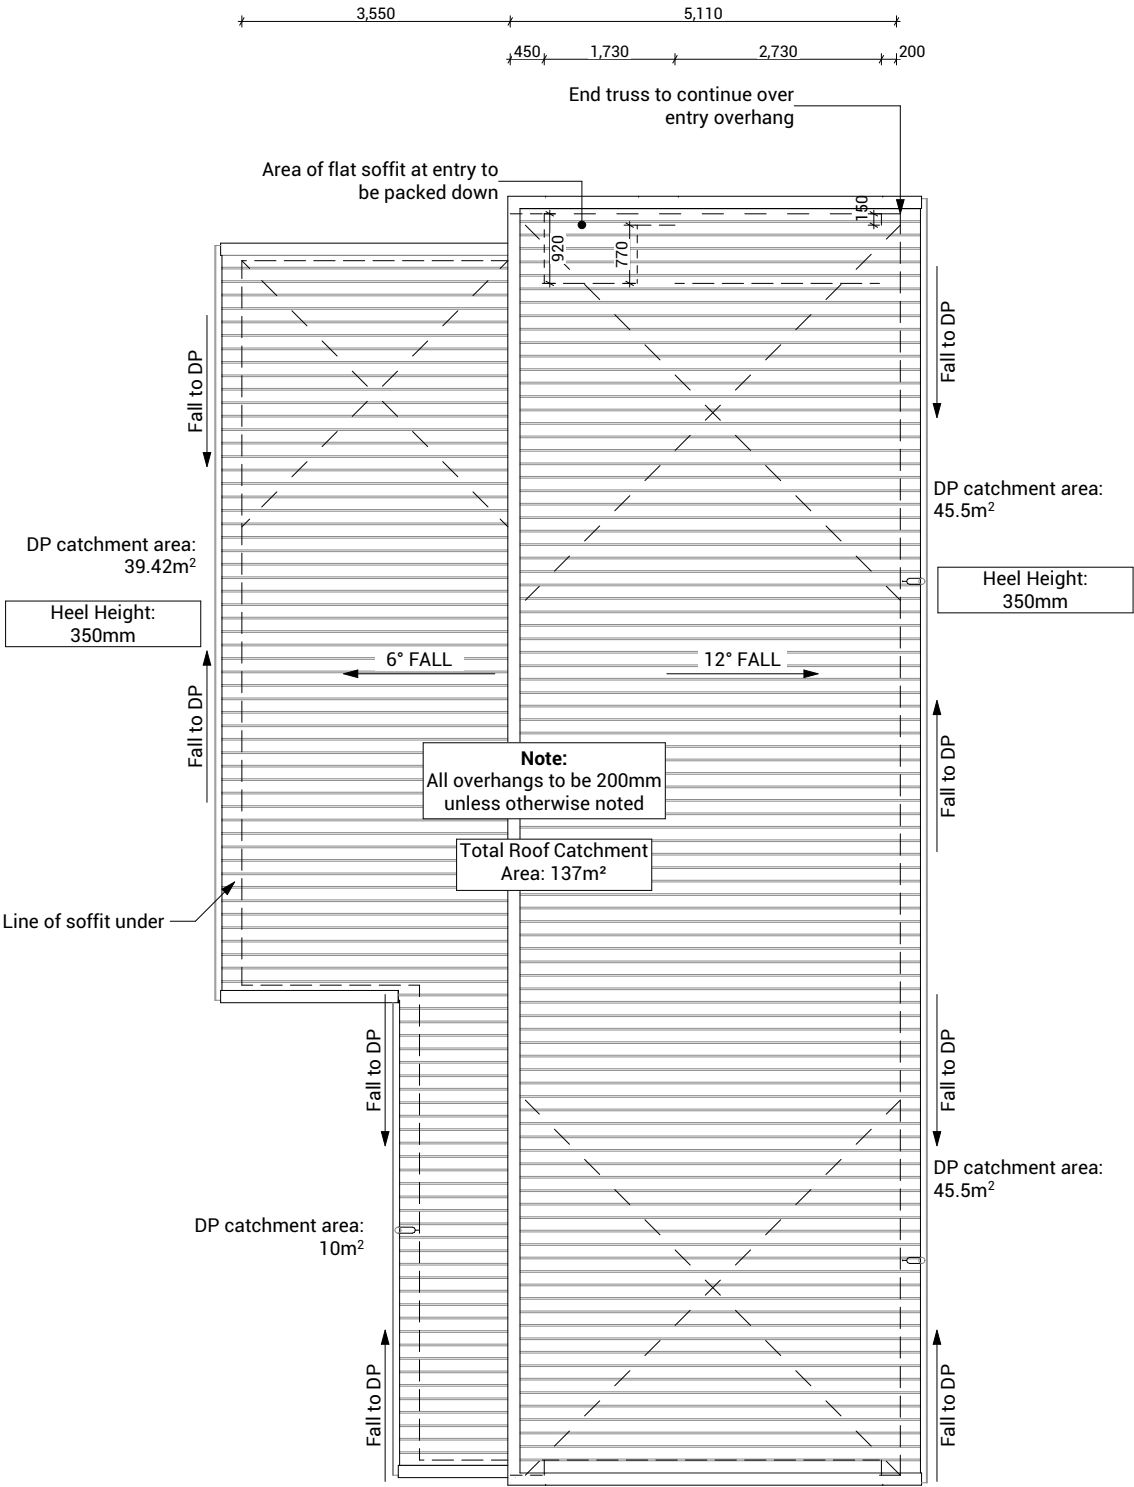 3,550
5,110
450
1,730
2,730
200
End truss to continue over
entry overhang
Area of flat soffit at entry to
be packed down
150
920
770
Fall to DP
Fall to DP
DP catchment area:
45.5m²
DP catchment area:
39.42m²
Heel Height:
350mm
Heel Height:
350mm
6° FALL
12° FALL
Fall to DP
Fall to DP
Note:
All overhangs to be 200mm
unless otherwise noted
Total Roof Catchment
Area: 137m²
Line of soffit under
Fall to DP
Fall to DP
DP catchment area:
45.5m²
DP catchment area:
10m²
Fall to DP
Fall to DP